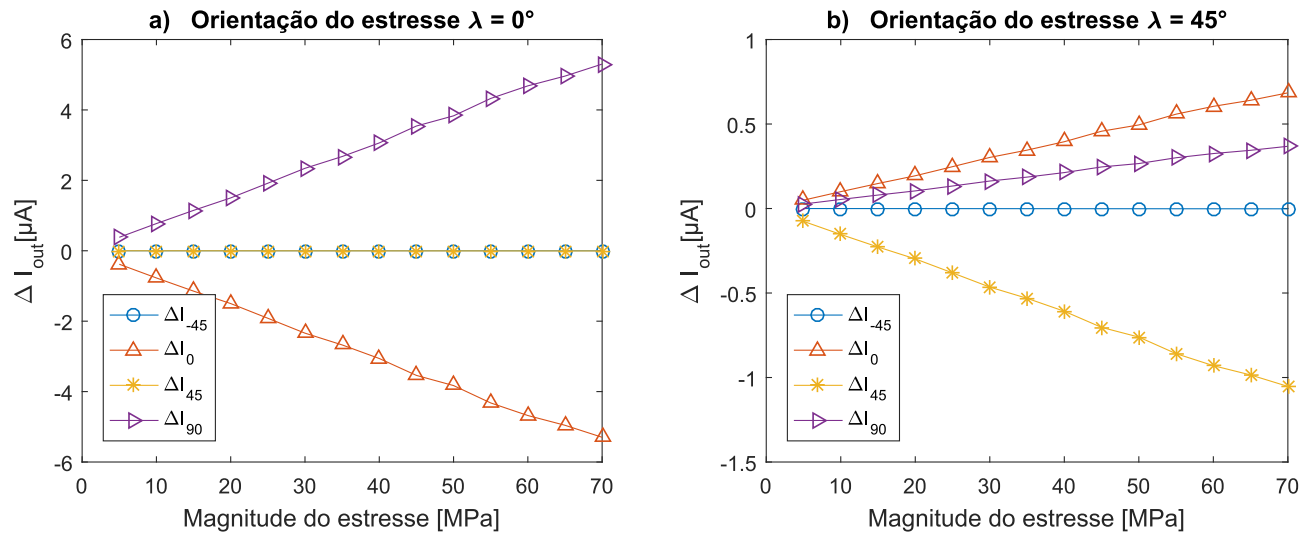 a) Orientação do estresse λ = 0°
6
4
2
0
-2
-4
-6
Δ I_out[µA]
ΔI_-45
ΔI_0
ΔI_45
ΔI_90
0 10 20 30 40 50 60 70
Magnitude do estresse [MPa]
b) Orientação do estresse λ = 45°
1
0.5
0
-0.5
-1
-1.5
Δ I_out[µA]
ΔI_-45
ΔI_0
ΔI_45
ΔI_90
0 10 20 30 40 50 60 70
Magnitude do estresse [MPa]